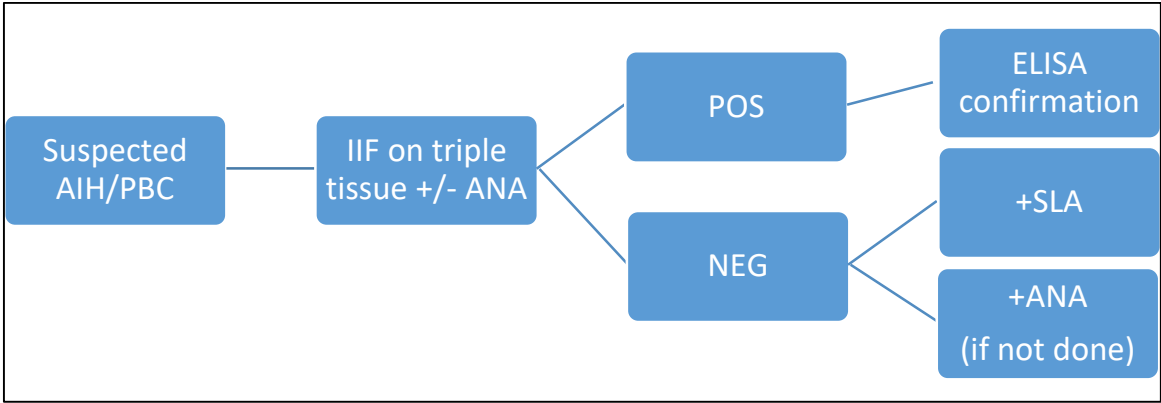 Suspected
AIH/PBC
IIF on triple
tissue +/- ANA
POS
ELISA
confirmation
NEG
+SLA
+ANA
(if not done)